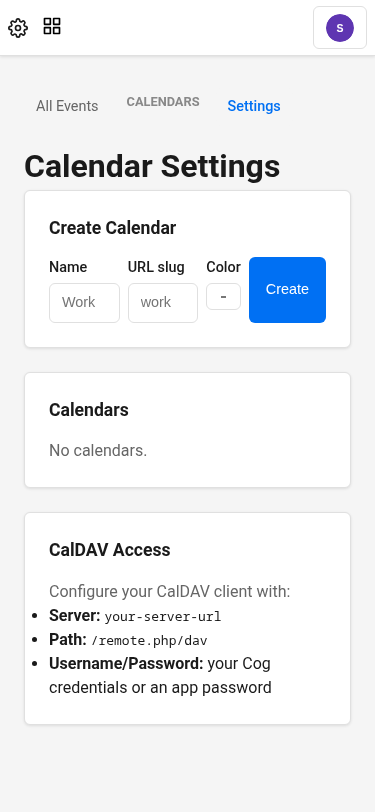 S
All Events CALENDARS Settings
Calendar Settings
Create Calendar
Name URL slug Color
Work work - Create
Calendars
No calendars.
CalDAV Access
Configure your CalDAV client with:
• Server: your-server-url
• Path: /remote.php/dav
• Username/Password: your Cog
credentials or an app password